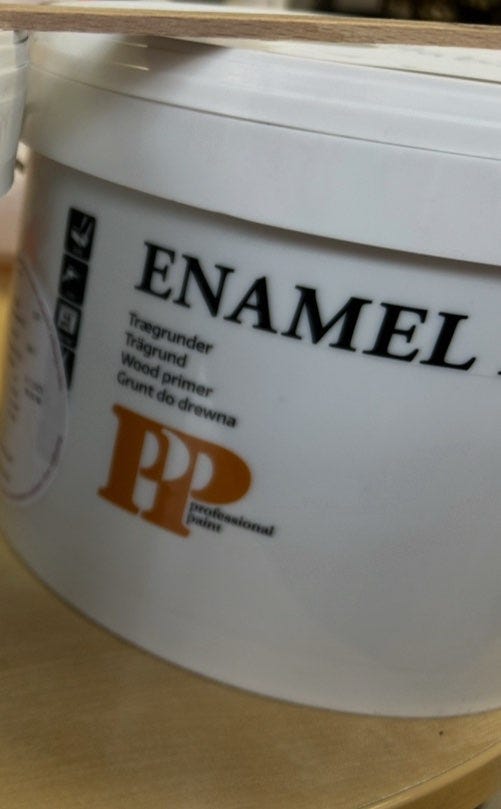 ENAMEL
Trægrunder
Trägrund
Wood primer
Grunt do drewna
PP
professional
paint